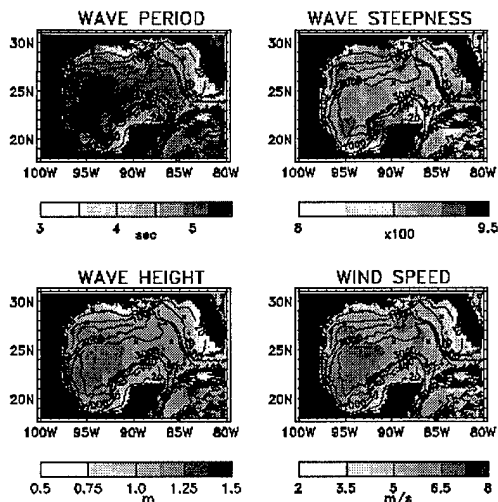 WAVE PERIOD
WAVE STEEPNESS
30N
25N
20N
100W 95W 90W 85W 80W
30N
25N
20N
100W 95W 90W 85W 80W
3 4 5
sec
8 9.5
x100
WAVE HEIGHT
WIND SPEED
30N
25N
20N
100W 95W 90W 85W 80W
30N
25N
20N
100W 95W 90W 85W 80W
0.5 0.75 1.0 1.25 1.5
m
2 3.5 5 6.5 8
m/s